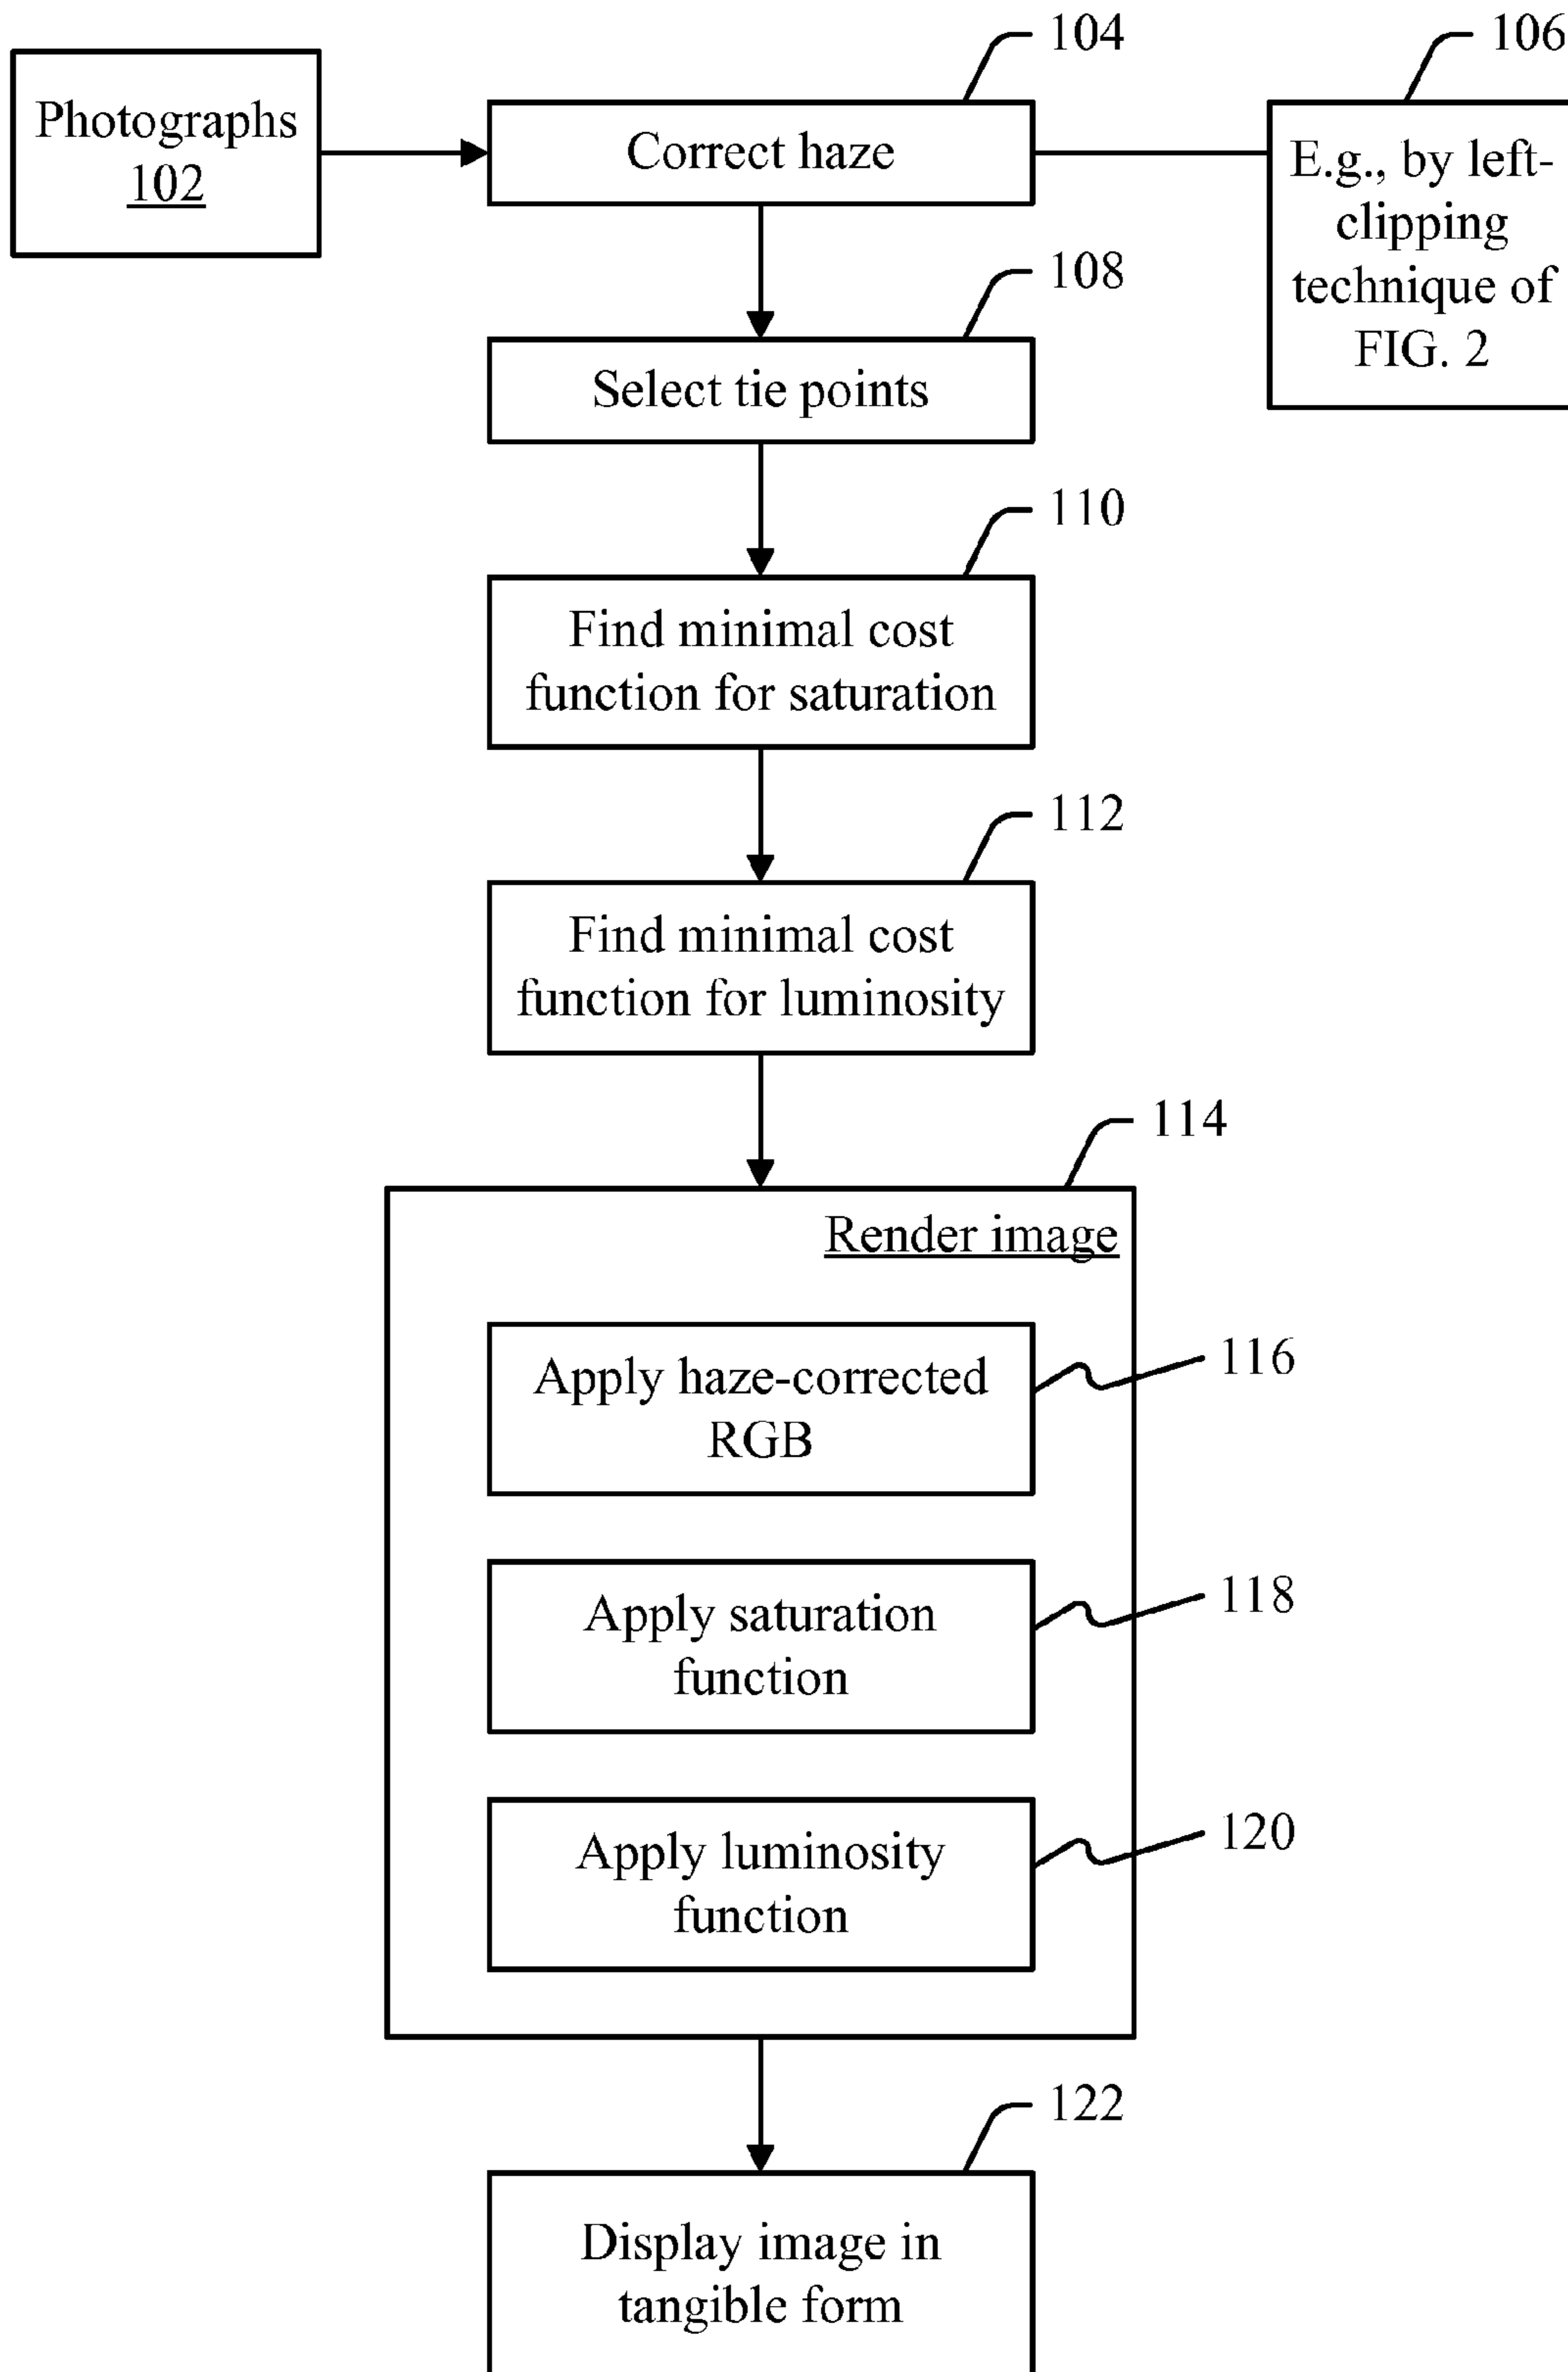 104
106
Photographs
102
Correct haze
E.g., by left-
clipping
technique of
FIG. 2
108
Select tie points
110
Find minimal cost
function for saturation
112
Find minimal cost
function for luminosity
114
Render image
Apply haze-corrected
RGB
116
Apply saturation
function
118
Apply luminosity
function
120
122
Display image in
tangible form